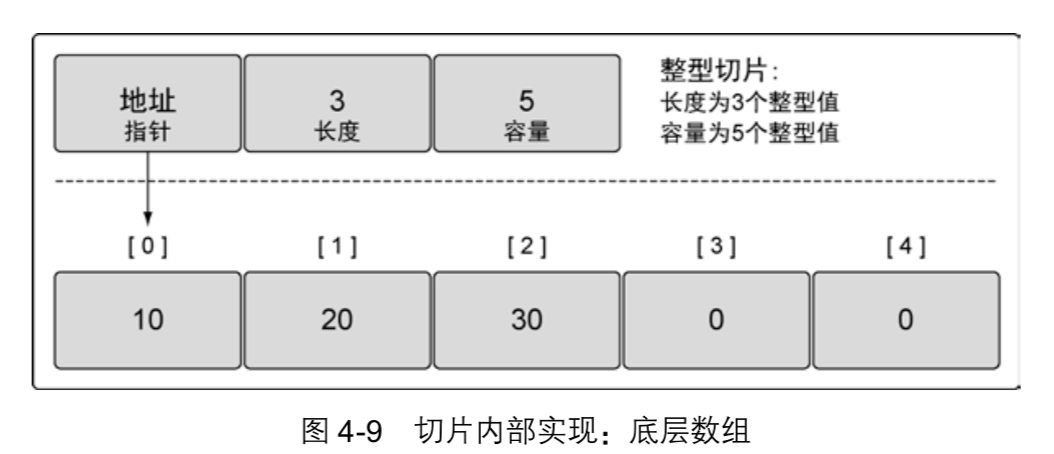 地址
指针
3
长度
5
容量
整型切片：
长度为3个整型值
容量为5个整型值
[0]
[1]
[2]
[3]
[4]
10
20
30
0
0
图 4-9 切片内部实现：底层数组